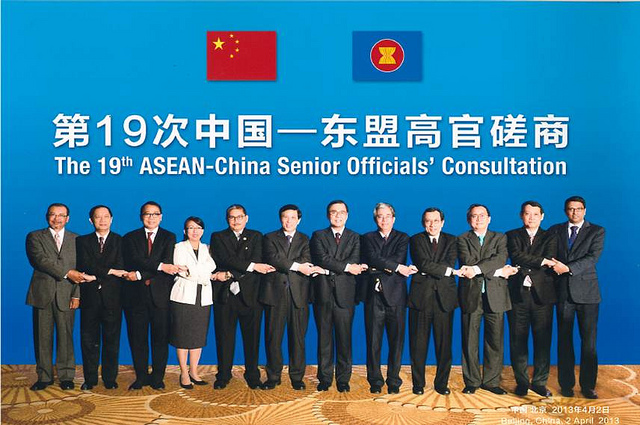 第19次中国—东盟高官磋商
The 19th ASEAN-China Senior Officials' Consultation
中国 北京 2013年4月2日
Beijing, China, 2 April 2013